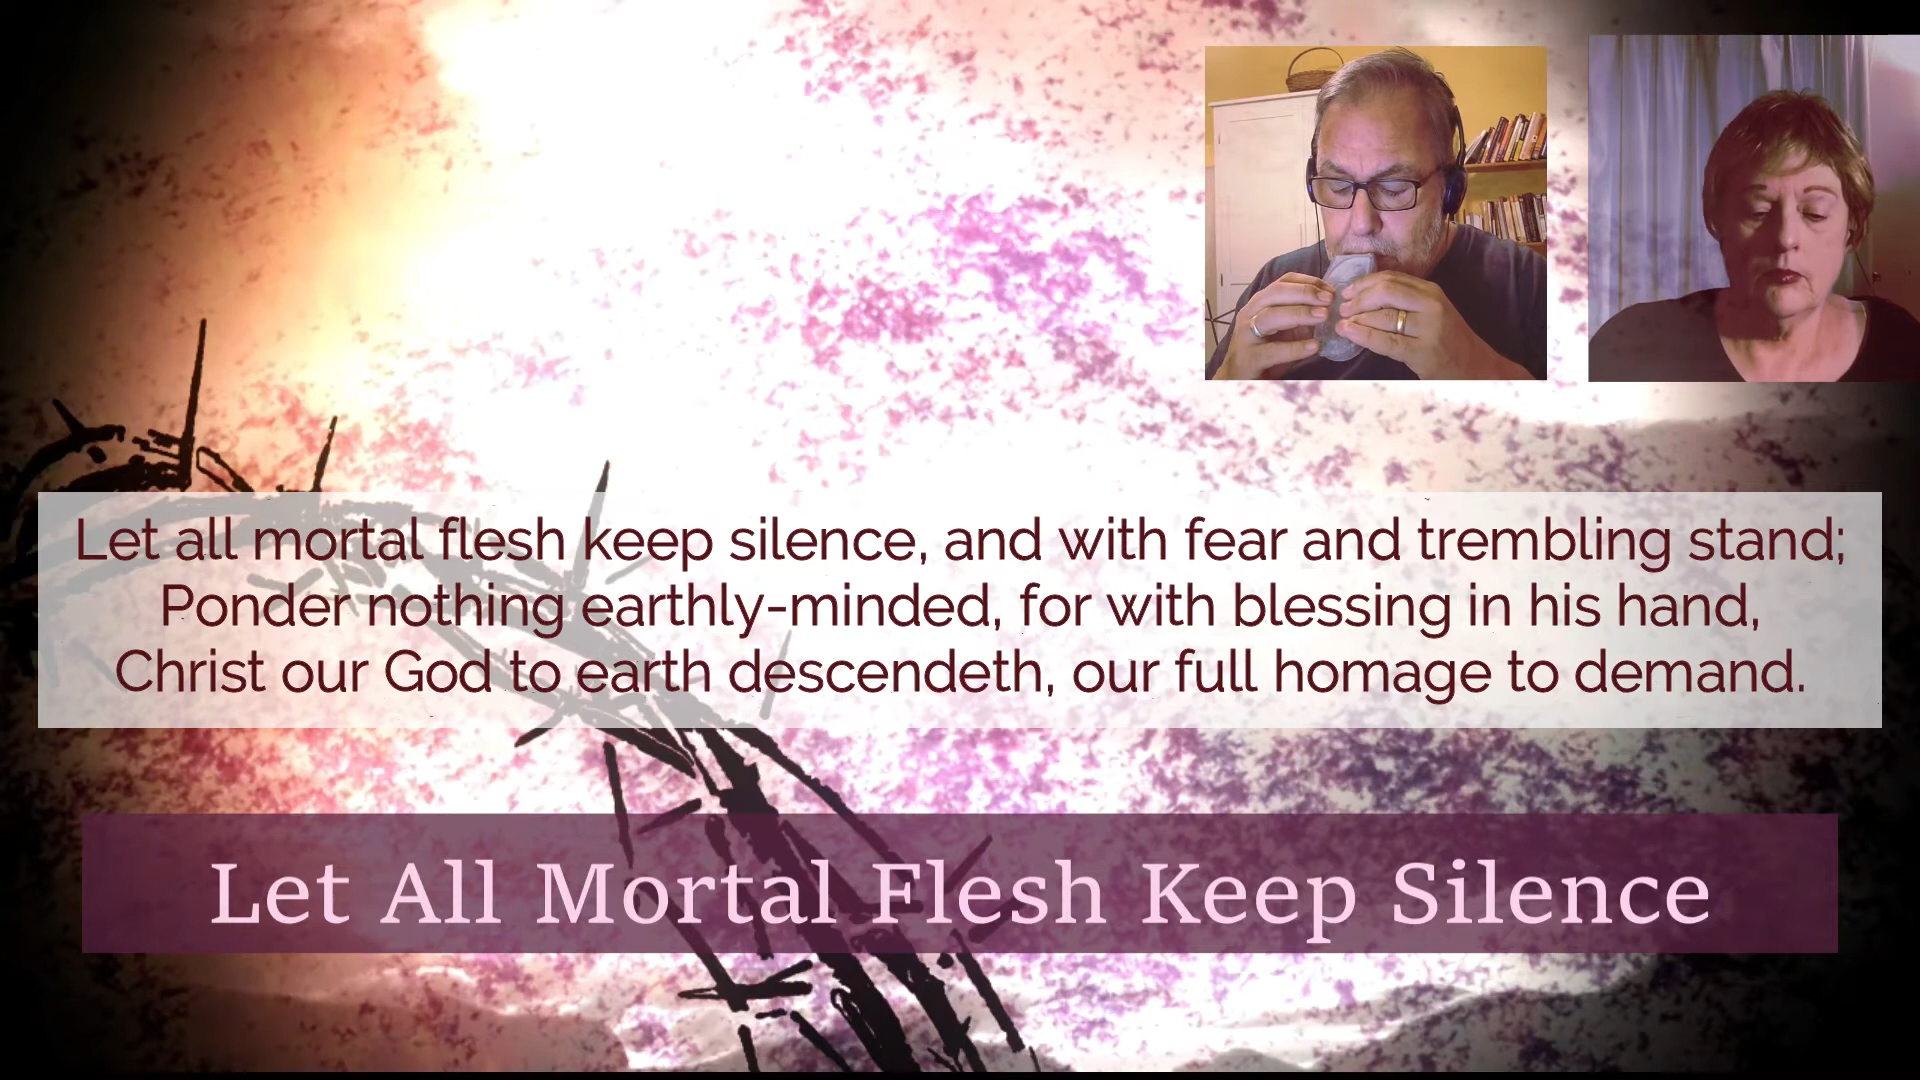 Let all mortal flesh keep silence, and with fear and trembling stand;
Ponder nothing earthly-minded, for with blessing in his hand,
Christ our God to earth descendeth, our full homage to demand.
Let All Mortal Flesh Keep Silence